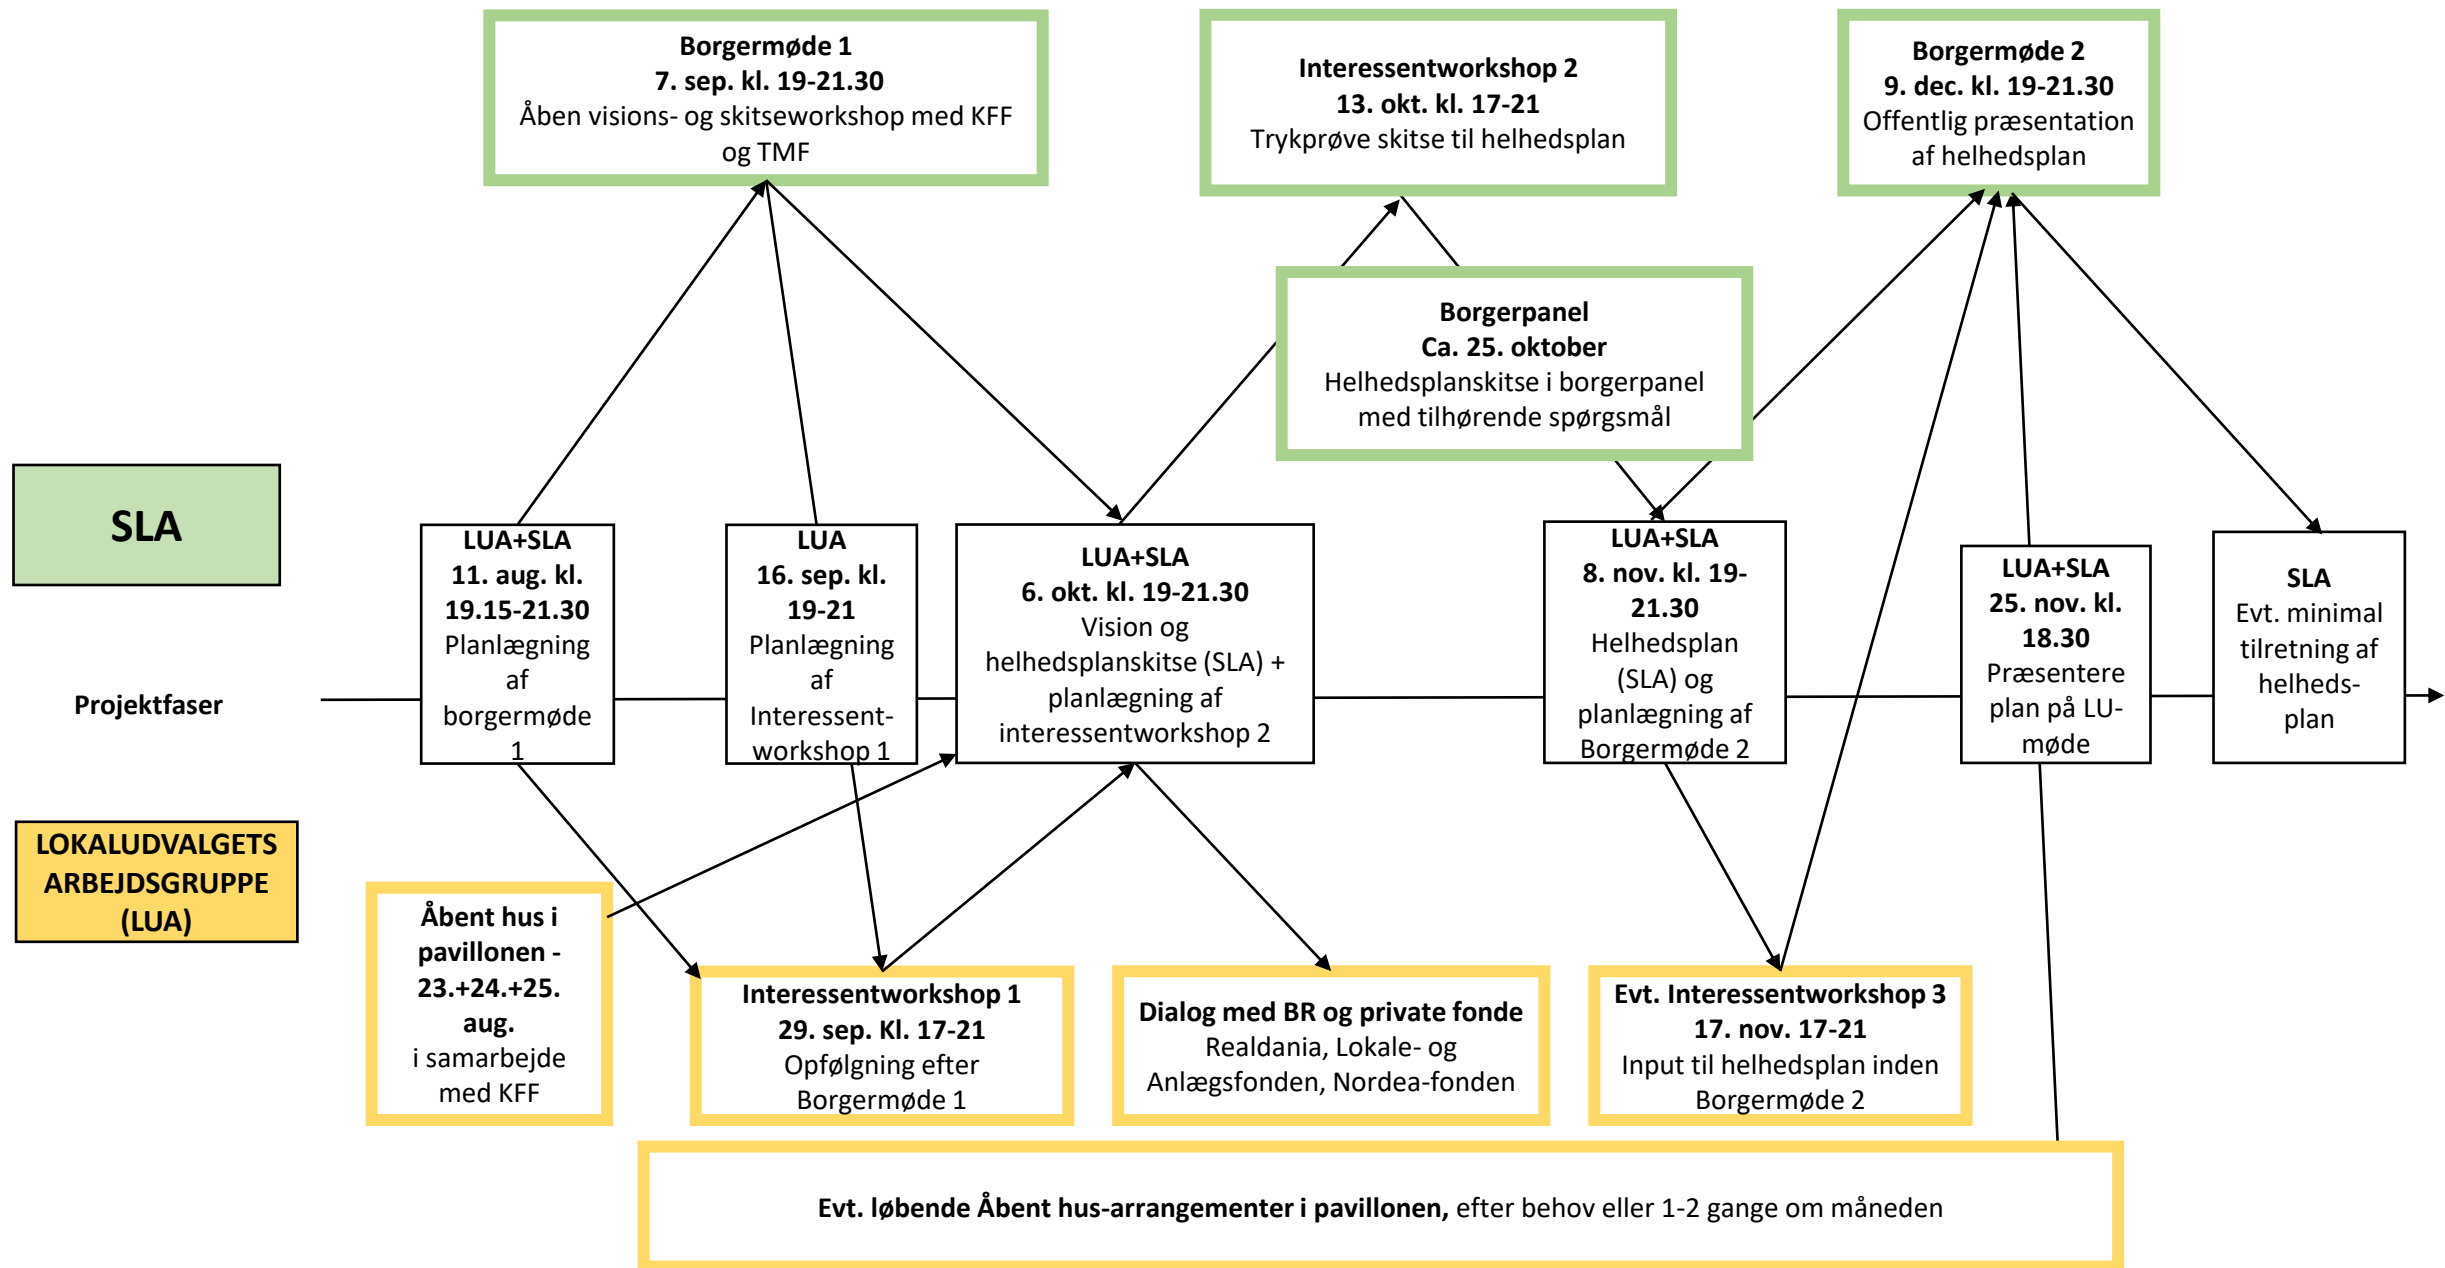 Borgermøde 1
7. sep. kl. 19-21.30
Åben visions- og skitseworkshop med KFF
og TMF
Interessentworkshop 2
13. okt. kl. 17-21
Trykprøve skitse til helhedsplan
Borgermøde 2
9. dec. kl. 19-21.30
Offentlig præsentation
af helhedsplan
Borgerpanel
Ca. 25. oktober
Helhedsplanskitse i borgerpanel
med tilhørende spørgsmål
SLA
Projektfaser
LUA+SLA
11. aug. kl.
19.15-21.30
Planlægning
af
borgermøde
1
LUA
16. sep. kl.
19-21
Planlægning
af
Interessent-
workshop 1
LUA+SLA
6. okt. kl. 19-21.30
Vision og
helhedsplanskitse (SLA) +
planlægning af
interessentworkshop 2
LUA+SLA
8. nov. kl. 19-
21.30
Helhedsplan
(SLA) og
planlægning af
Borgermøde 2
LUA+SLA
25. nov. kl.
18.30
Præsentere
plan på LU-
møde
SLA
Evt. minimal
tilretning af
helheds-
plan
LOKALUDVALGETS
ARBEJDSGRUPPE
(LUA)
Åbent hus i
pavillonen -
23.+24.+25.
aug.
i samarbejde
med KFF
Interessentworkshop 1
29. sep. Kl. 17-21
Opfølgning efter
Borgermøde 1
Dialog med BR og private fonde
Realdania, Lokale- og
Anlægsfonden, Nordea-fonden
Evt. Interessentworkshop 3
17. nov. 17-21
Input til helhedsplan inden
Borgermøde 2
Evt. løbende Åbent hus-arrangementer i pavillonen, efter behov eller 1-2 gange om måneden